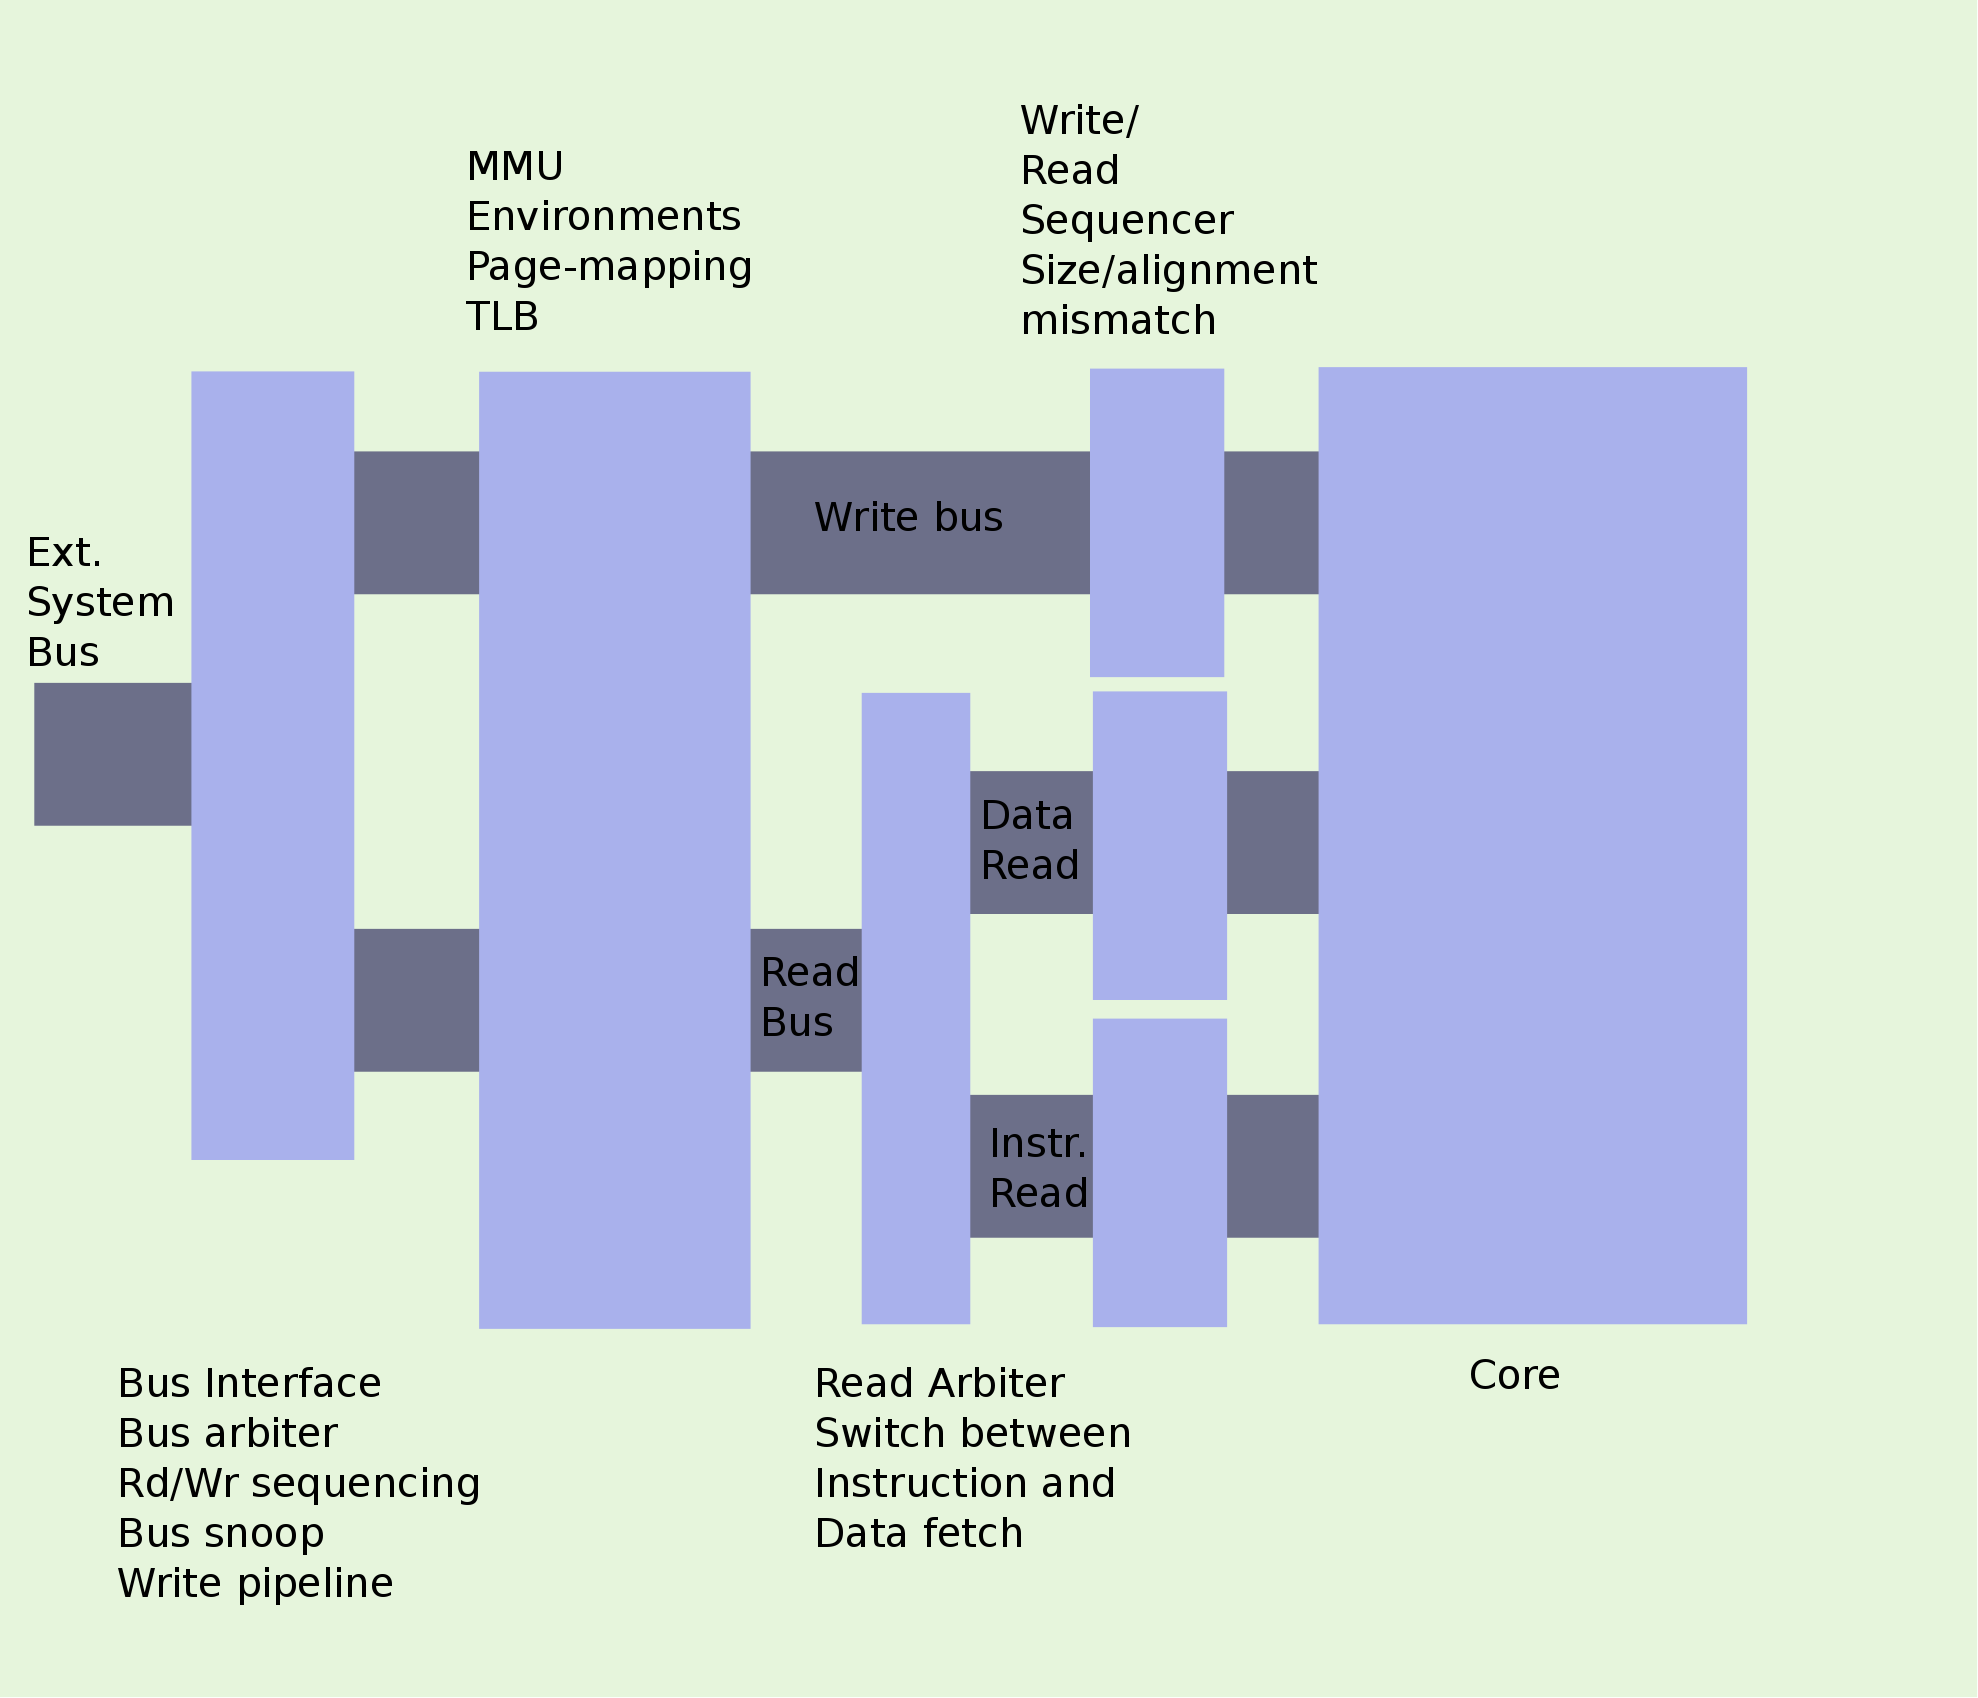 Write/
Read
Sequencer
Size/alignment
mismatch
MMU
Environments
Page-mapping
TLB
Ext.
System
Bus
Write bus
Data
Read
Read
Bus
Instr.
Read
Bus Interface
Bus arbiter
Rd/Wr sequencing
Bus snoop
Write pipeline
Read Arbiter
Switch between
Instruction and
Data fetch
Core